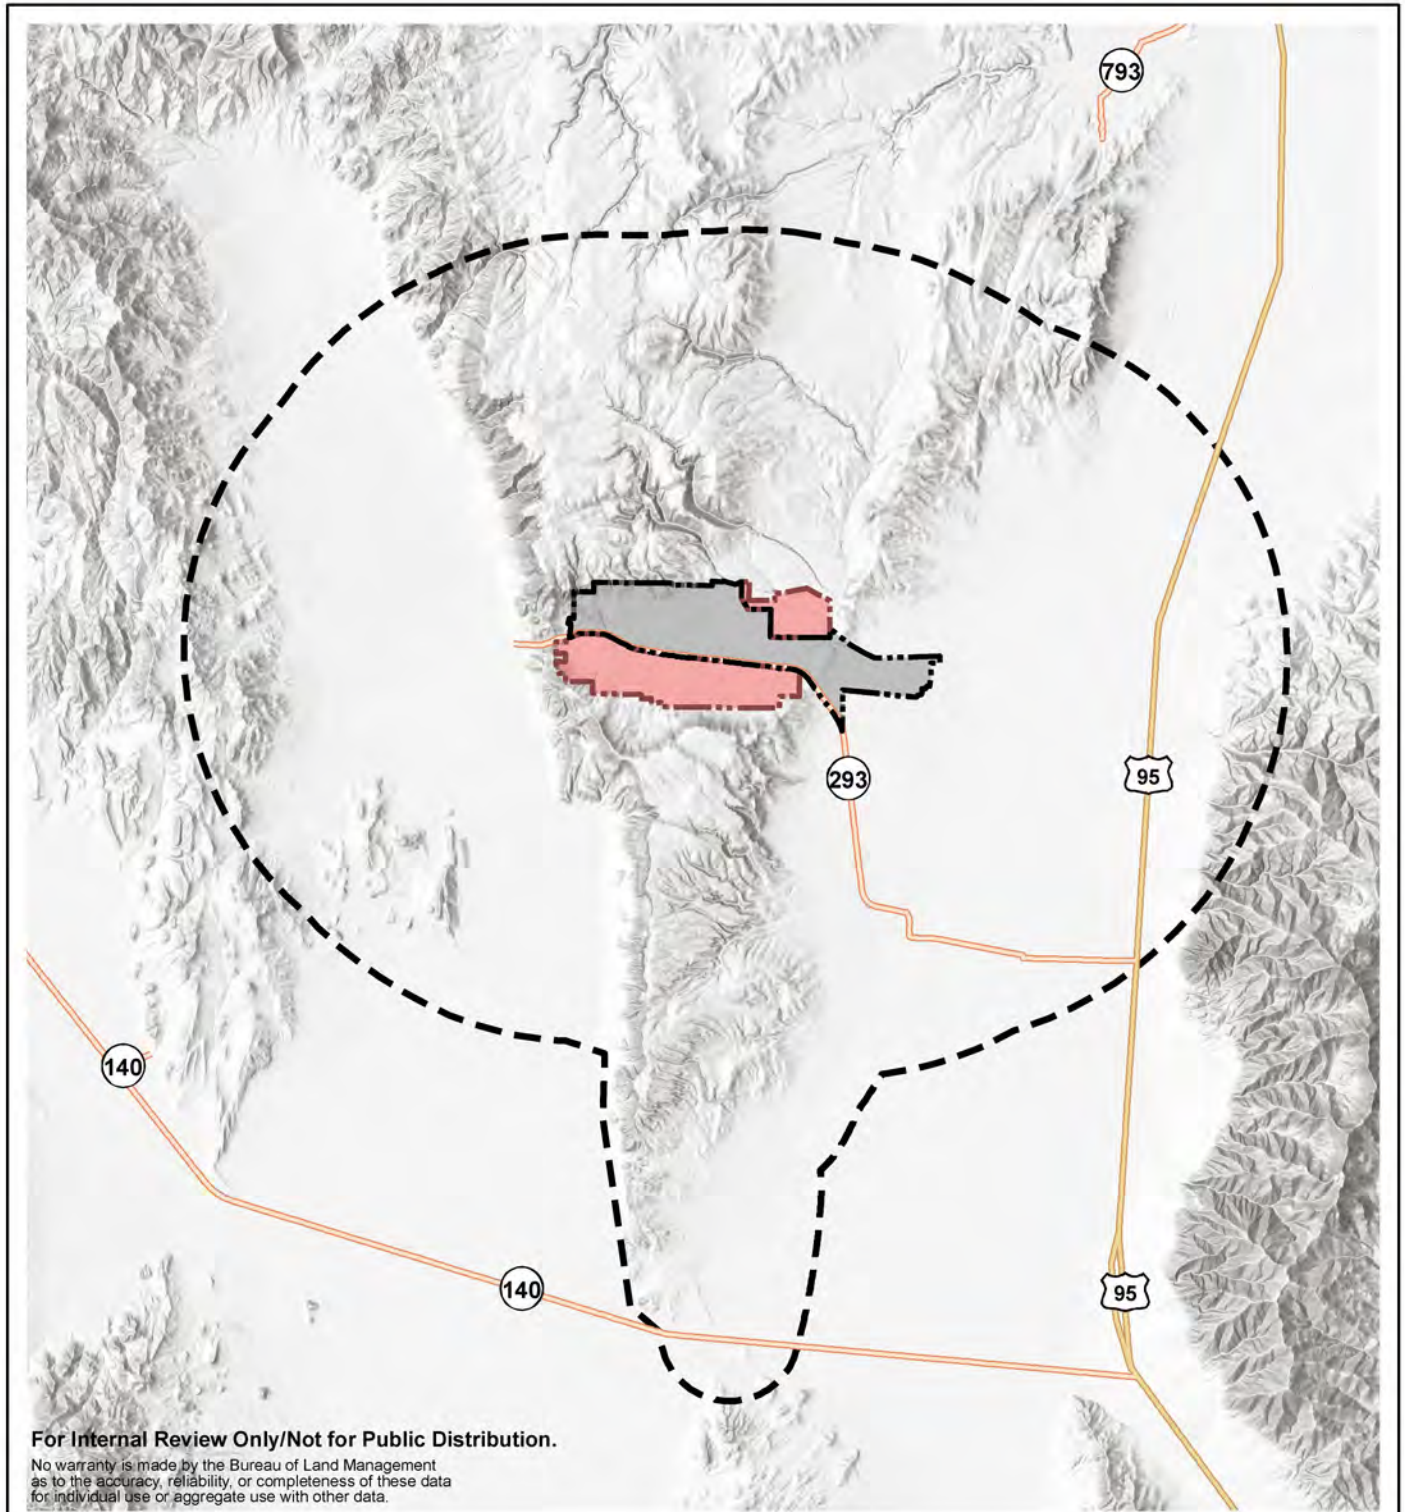 793
95
293
140
140
95
For Internal Review Only/Not for Public Distribution.
No warranty is made by the Bureau of Land Management
as to the accuracy, reliability, or completeness of these data
for individual use or aggregate use with other data.